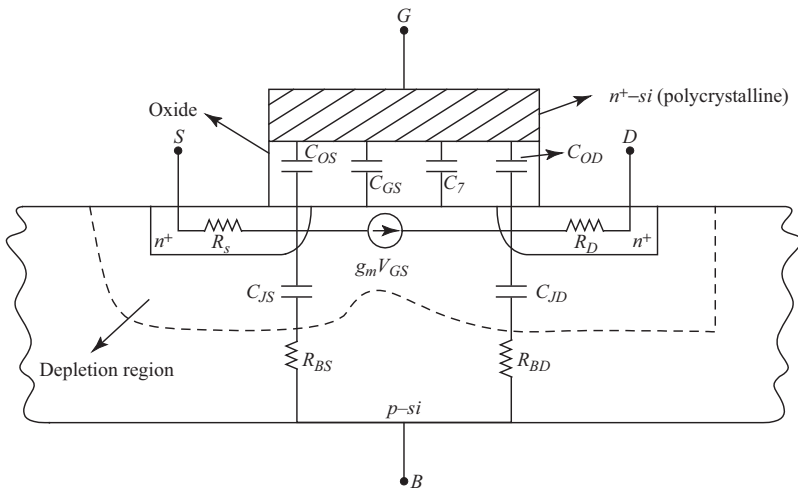 G
n⁺–si (polycrystalline)
Oxide
S
D
C_OS
C_GS
C_7
C_OD
n⁺
R_s
R_D
n⁺
g_mV_GS
C_JS
C_JD
Depletion region
R_BS
R_BD
p–si
B